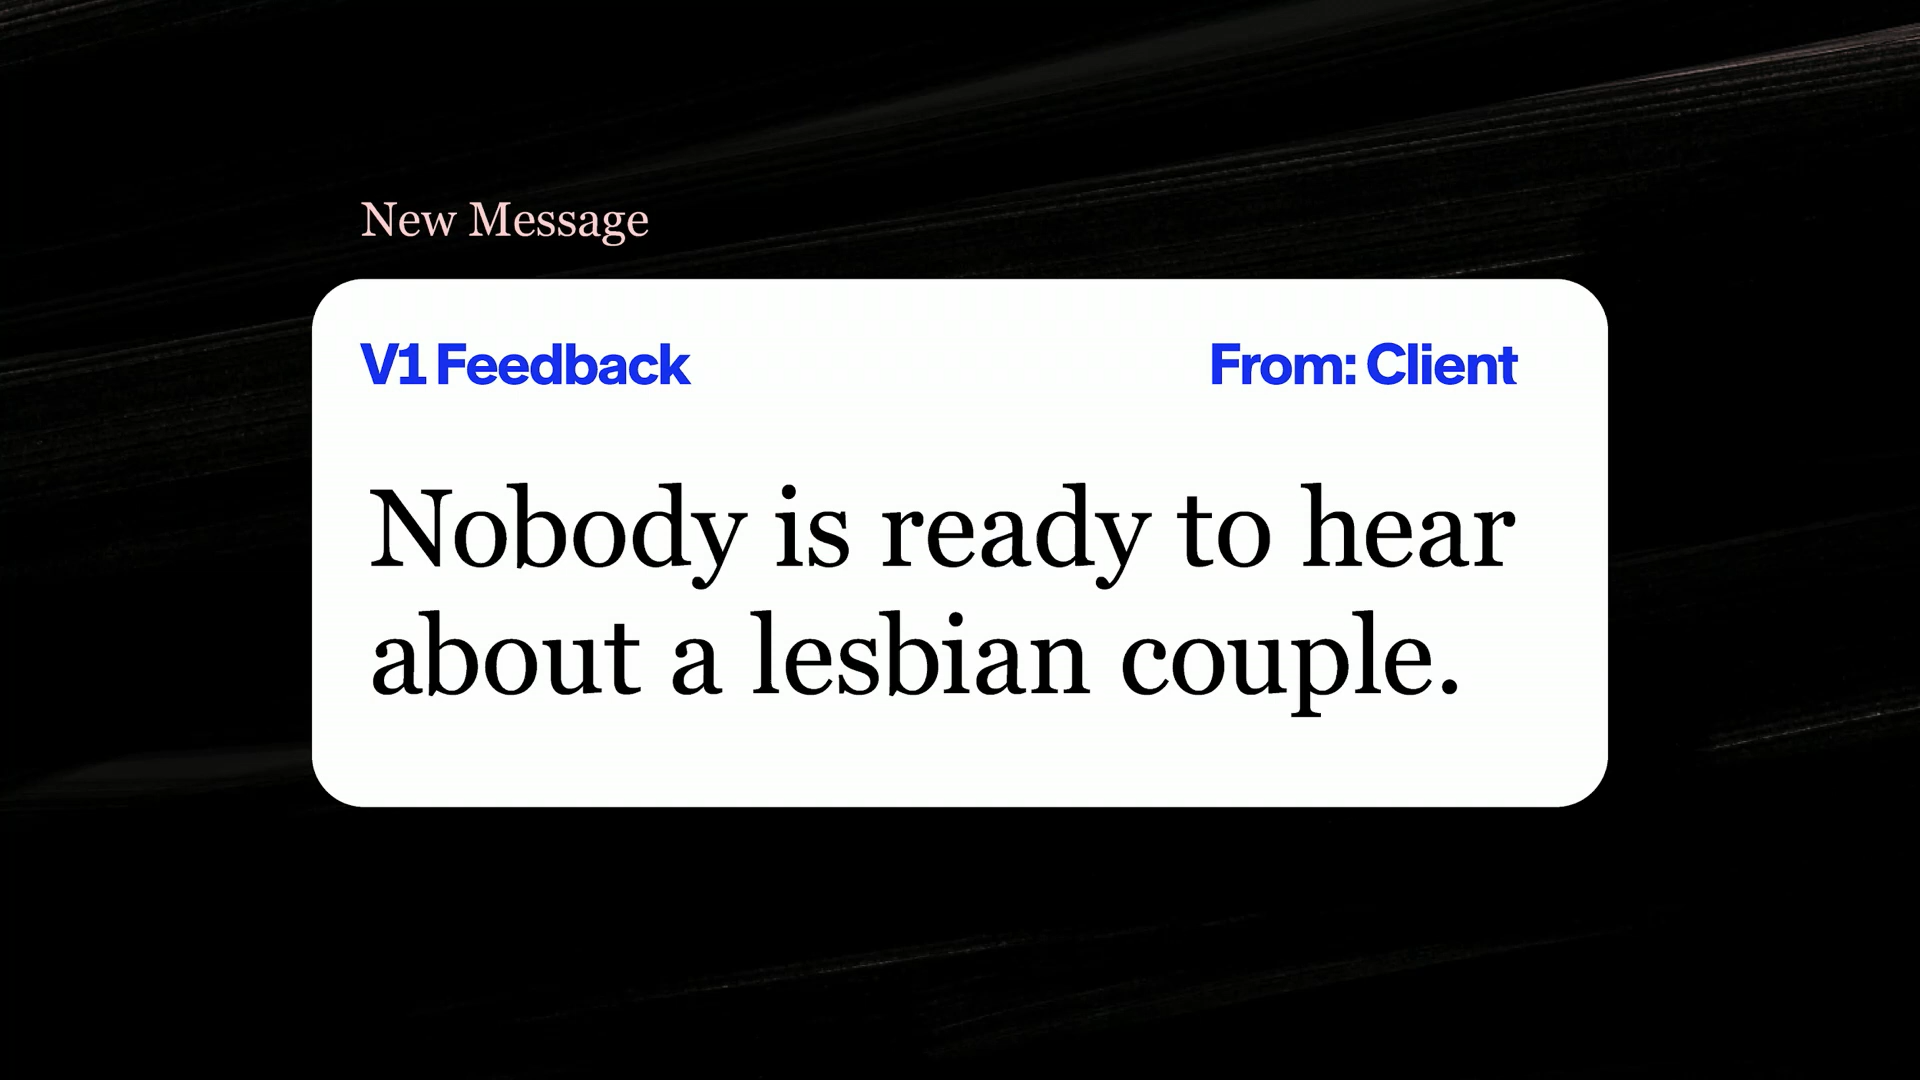 New Message
V1 Feedback
From: Client
Nobody is ready to hear
about a lesbian couple.